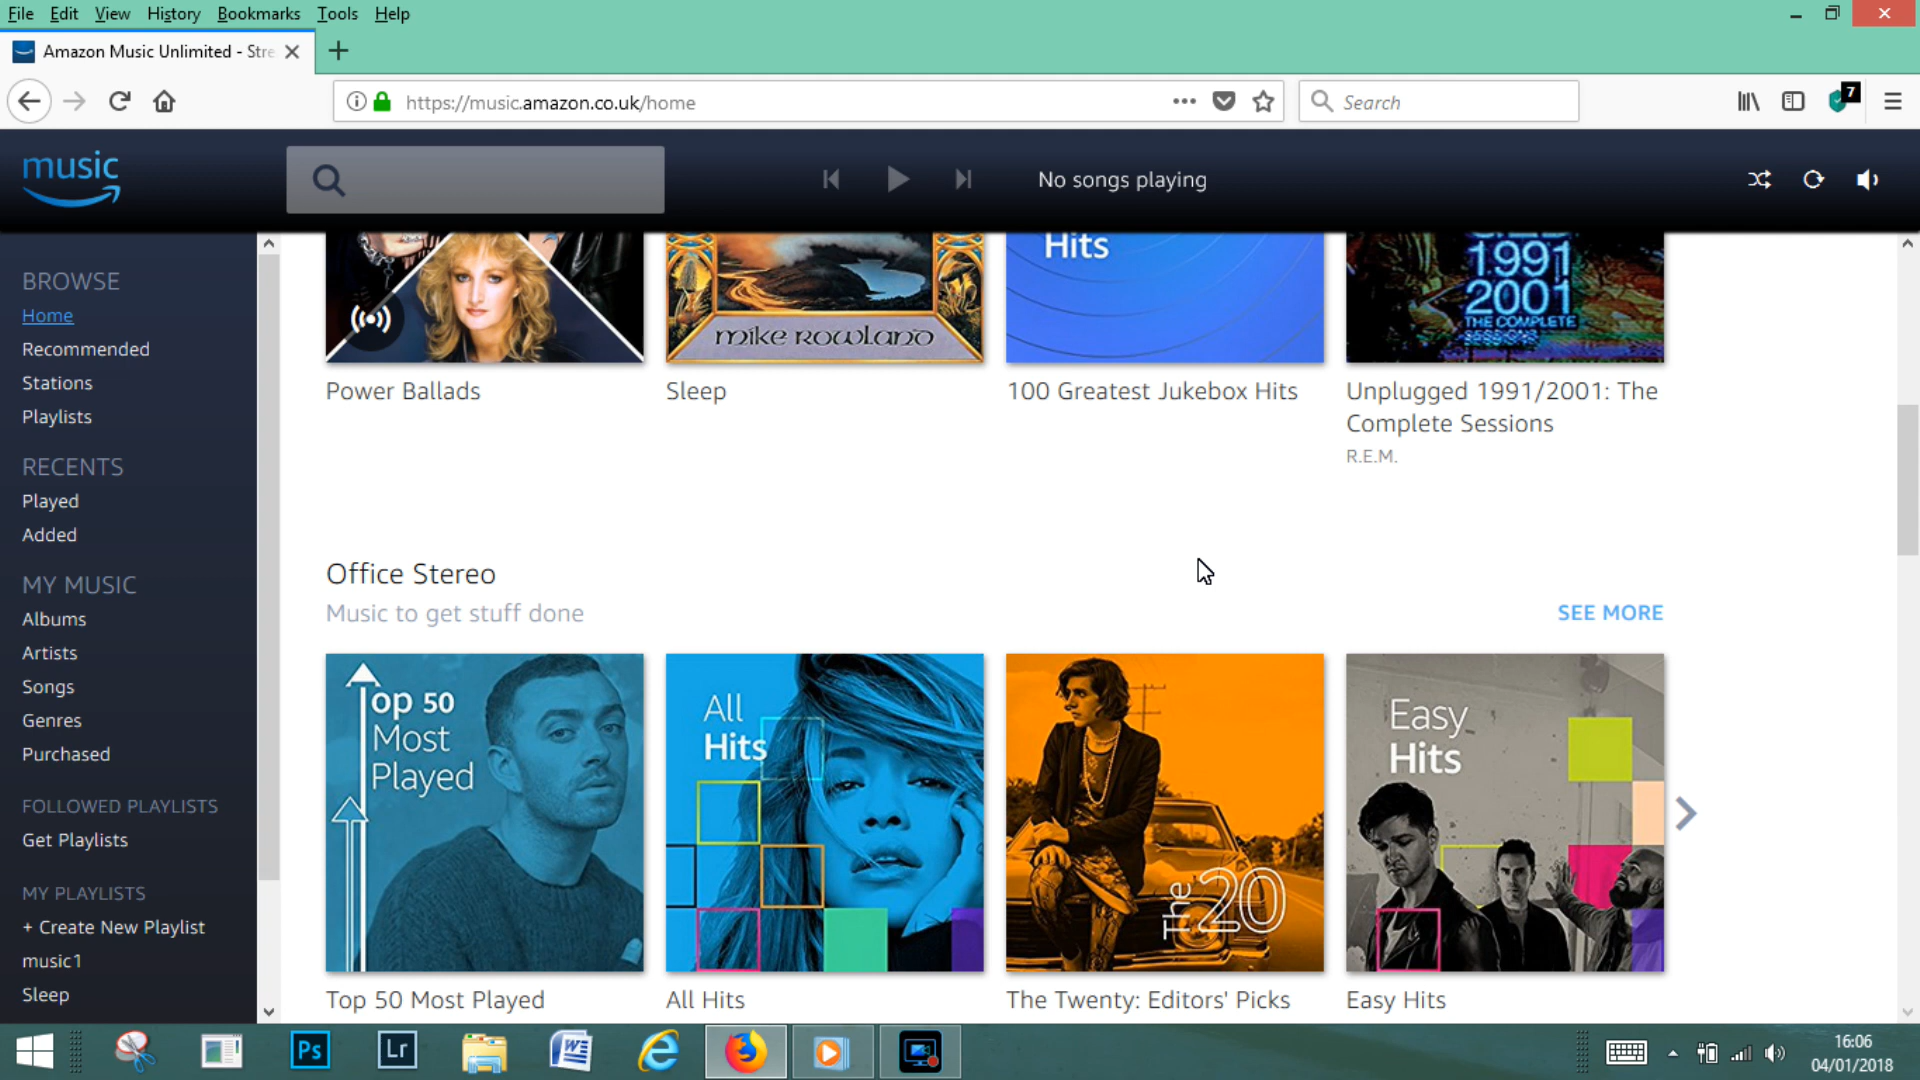 File Edit View History Bookmarks Tools Help
Amazon Music Unlimited - Stre
https://music.amazon.co.uk/home
Search
7
music
No songs playing
BROWSE
Home
Recommended
Stations
Playlists
RECENTS
Played
Added
MY MUSIC
Albums
Artists
Songs
Genres
Purchased
FOLLOWED PLAYLISTS
Get Playlists
MY PLAYLISTS
+ Create New Playlist
music1
Sleep
mike Rowland
Hits
1991
2001
THE COMPLETE
SESSIONS
Power Ballads
Sleep
100 Greatest Jukebox Hits
Unplugged 1991/2001: The
Complete Sessions
R.E.M.
Office Stereo
Music to get stuff done
SEE MORE
Top 50
Most
Played
All
Hits
The 20
Easy
Hits
Top 50 Most Played
All Hits
The Twenty: Editors' Picks
Easy Hits
Ps
Lr
16:06
04/01/2018